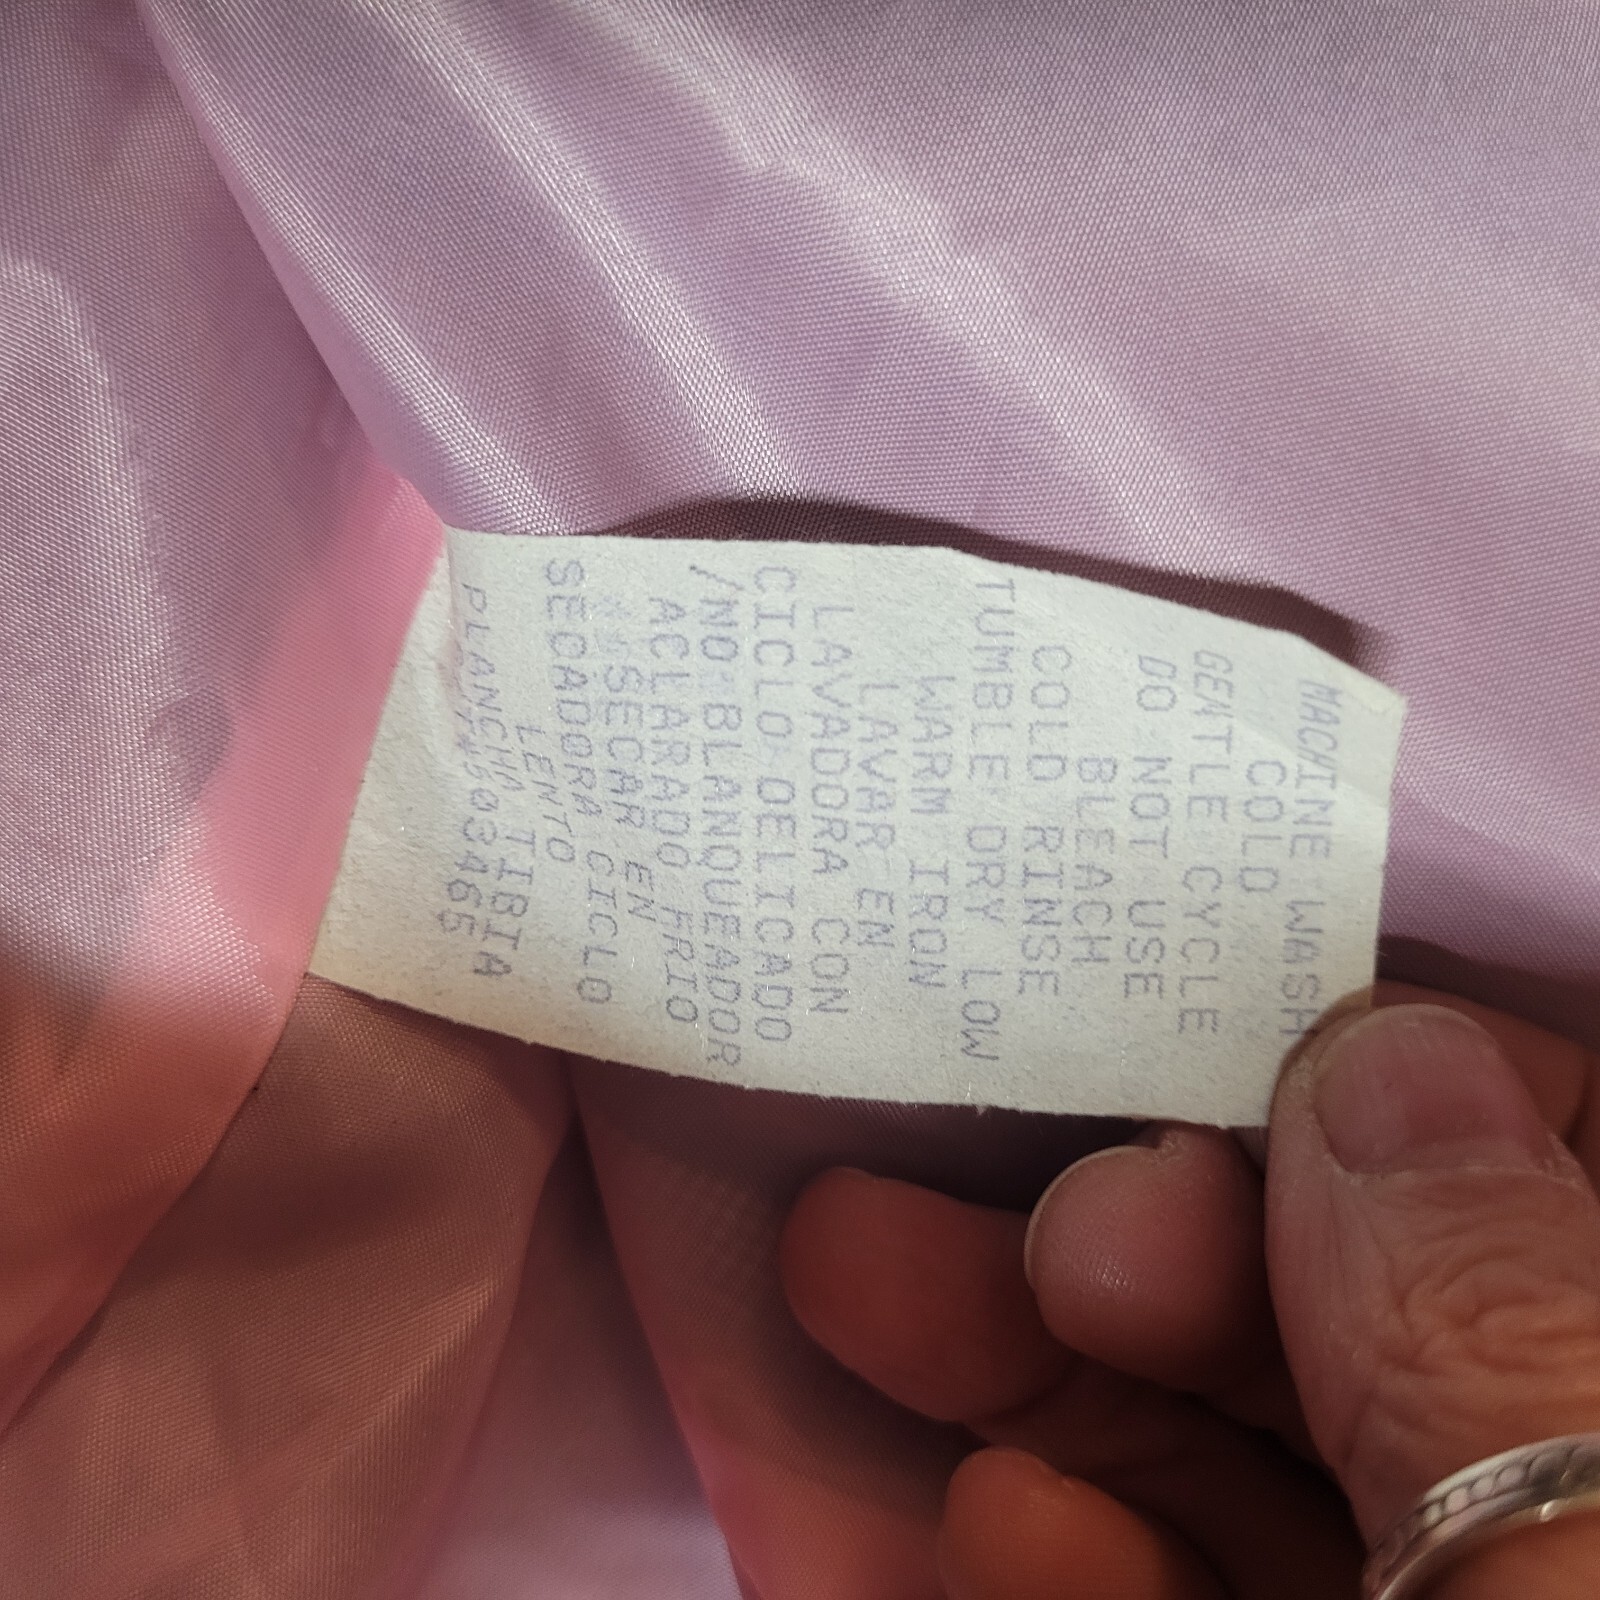 MACHINE WASH
COLD
GENTLE CYCLE
DO NOT USE
BLEACH
COLD RINSE
TUMBLE DRY LOW
WARM IRON
LAVAR EN
LAVADORA CON
CICLO DELICADO
/NO BLANQUEADOR
ACLARADO FRIO
SECAR EN
SECADORA CICLO
LENTO
PLANCHA TIBIA
503465